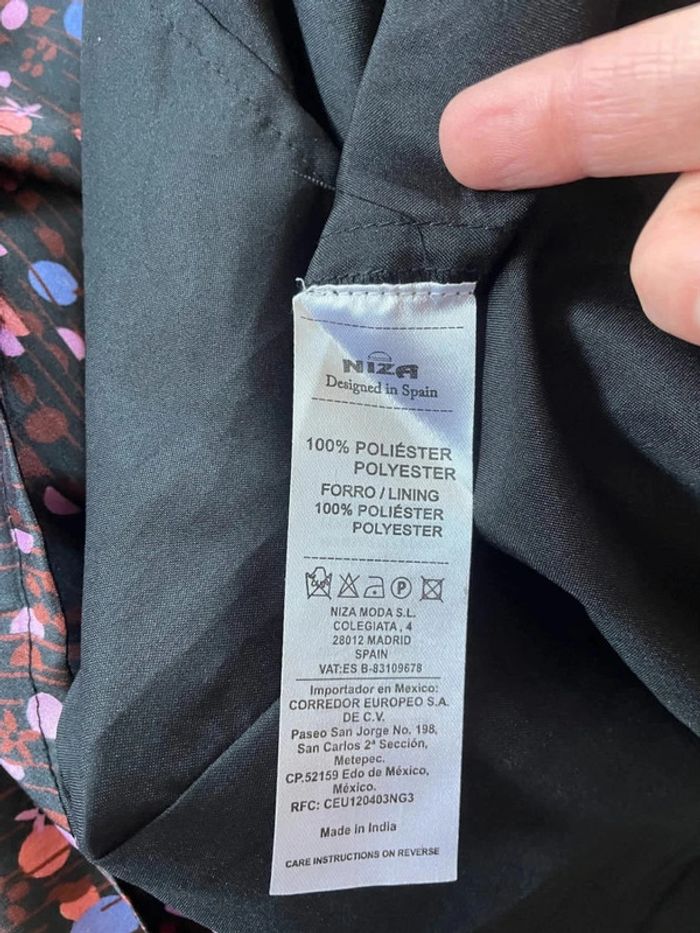 NIZA
Designed in Spain
100% POLIÉSTER
POLYESTER
FORRO / LINING
100% POLIÉSTER
POLYESTER
P
NIZA MODA S.L.
COLEGIATA , 4
28012 MADRID
SPAIN
VAT:ES B-83109678
Importador en Mexico:
CORREDOR EUROPEO S.A.
DE C.V.
Paseo San Jorge No. 198,
San Carlos 2ª Sección,
Metepec.
CP.52159 Edo de México,
México.
RFC: CEU120403NG3
Made in India
CARE INSTRUCTIONS ON REVERSE